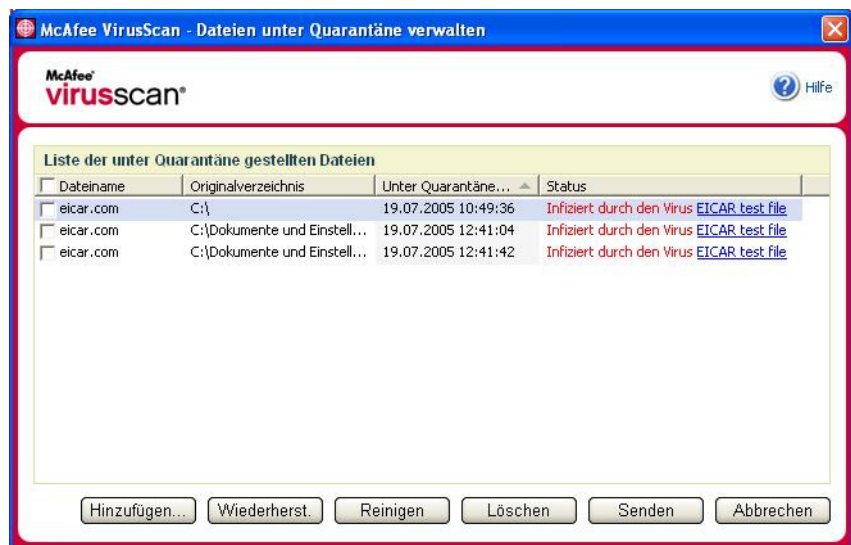 McAfee VirusScan - Dateien unter Quarantäne verwalten
McAfee®
virusscan®
Hilfe
Liste der unter Quarantäne gestellten Dateien
Dateiname Originalverzeichnis Unter Quarantäne... Status
eicar.com C:\ 19.07.2005 10:49:36 Infiziert durch den Virus EICAR test file
eicar.com C:\Dokumente und Einstell... 19.07.2005 12:41:04 Infiziert durch den Virus EICAR test file
eicar.com C:\Dokumente und Einstell... 19.07.2005 12:41:42 Infiziert durch den Virus EICAR test file
Hinzufügen... Wiederherst. Reinigen Löschen Senden Abbrechen